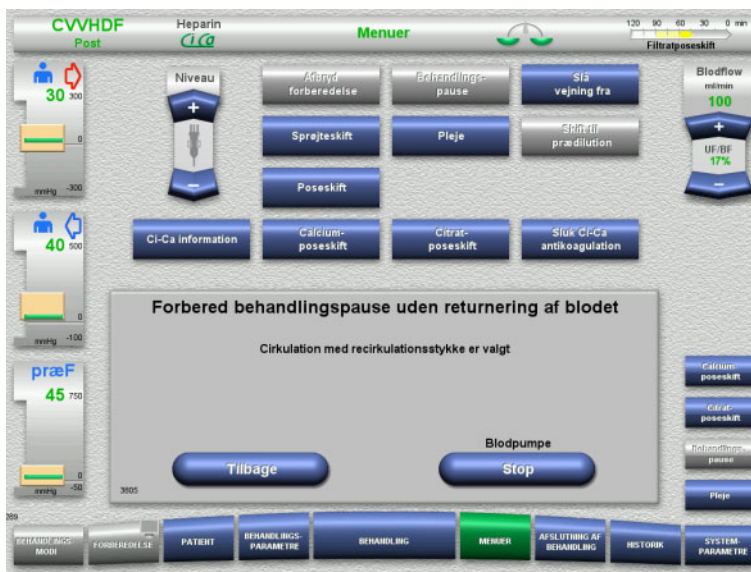 CVVHDF
Post
Heparin
Ci Ca
Menuer
120 90 60 30 0 min
Filtratposeskift
30 300
0
mmHg -300
40 500
0
mmHg -100
præF
45 750
0
mmHg -50
Niveau
+
−
Afbryd
forberedelse
Behandlings-
pause
Slå
vejning fra
Sprøjteskift
Pleje
Skift til
prædilution
Poseskift
Blodflow
ml/min
100
+
UF/BF
17%
−
Ci-Ca information
Calcium-
poseskift
Citrat-
poseskift
Sluk Ci-Ca
antikoagulation
Forbered behandlingspause uden returnering af blodet
Cirkulation med recirkulationsstykke er valgt
Blodpumpe
Tilbage
Stop
3605
Calcium-
poseskift
Citrat-
poseskift
Behandlings-
pause
Pleje
BEHANDLINGS-
MODI
FORBEREDELSE
PATIENT
BEHANDLINGS-
PARAMETRE
BEHANDLING
MENUER
AFSLUTNING AF
BEHANDLING
HISTORIK
SYSTEM-
PARAMETRE